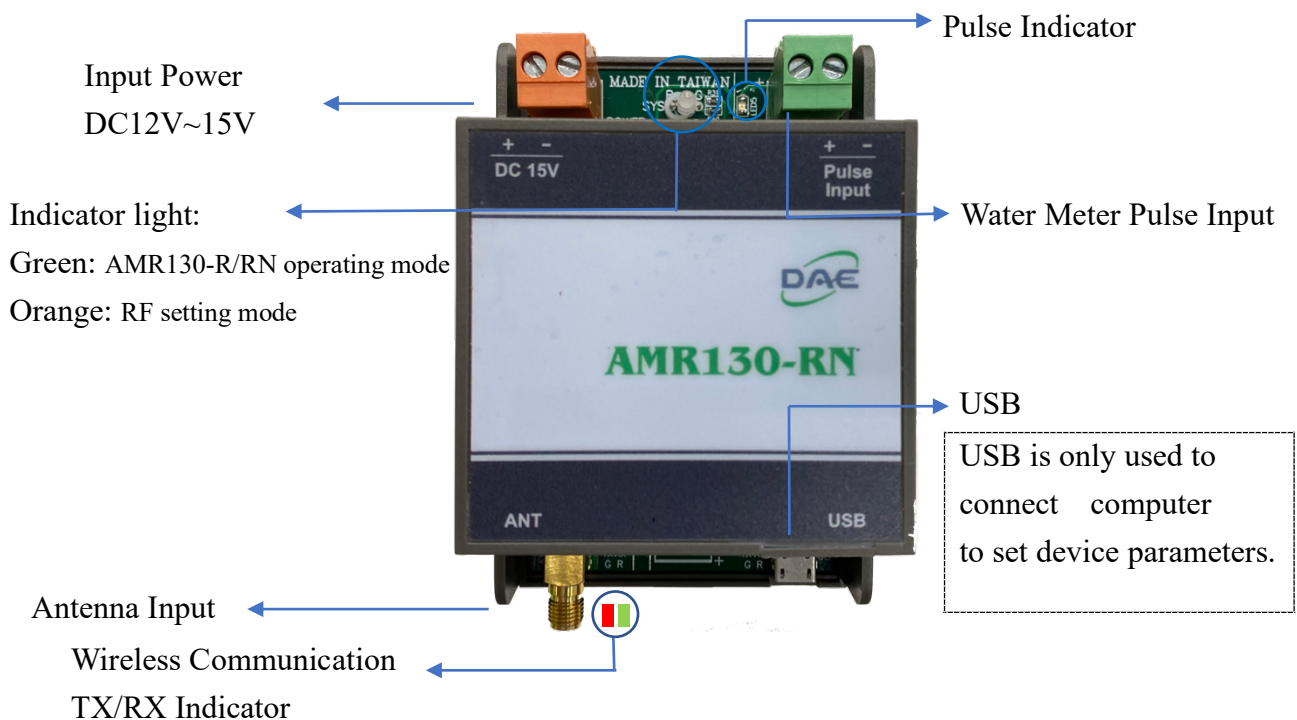 Pulse Indicator
Input Power
DC12V~15V
MADE IN TAIWAN
LED5
+ -
DC 15V
+ -
Pulse
Input
Indicator light:
Green: AMR130-R/RN operating mode
Orange: RF setting mode
Water Meter Pulse Input
DAE
AMR130-RN
USB
USB is only used to
connect computer
to set device parameters.
ANT
USB
G R
+
G R
Antenna Input
Wireless Communication
TX/RX Indicator